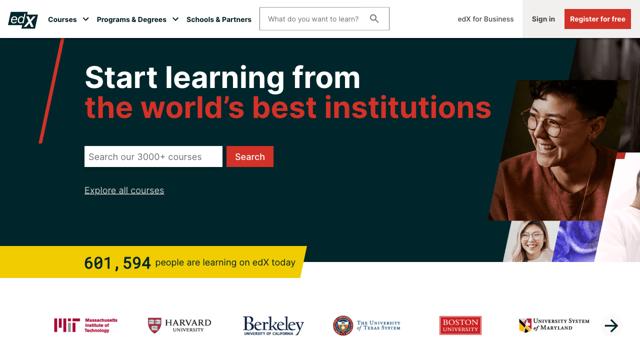 edX
Courses
Programs & Degrees
Schools & Partners
What do you want to learn?
edX for Business
Sign in
Register for free
Start learning from
the world's best institutions
Search our 3000+ courses
Search
Explore all courses
601,594 people are learning on edX today
MIT
Massachusetts
Institute of
Technology
HARVARD
UNIVERSITY
Berkeley
UNIVERSITY OF CALIFORNIA
THE UNIVERSITY
OF TEXAS SYSTEM
BOSTON
UNIVERSITY
UNIVERSITY SYSTEM
of MARYLAND